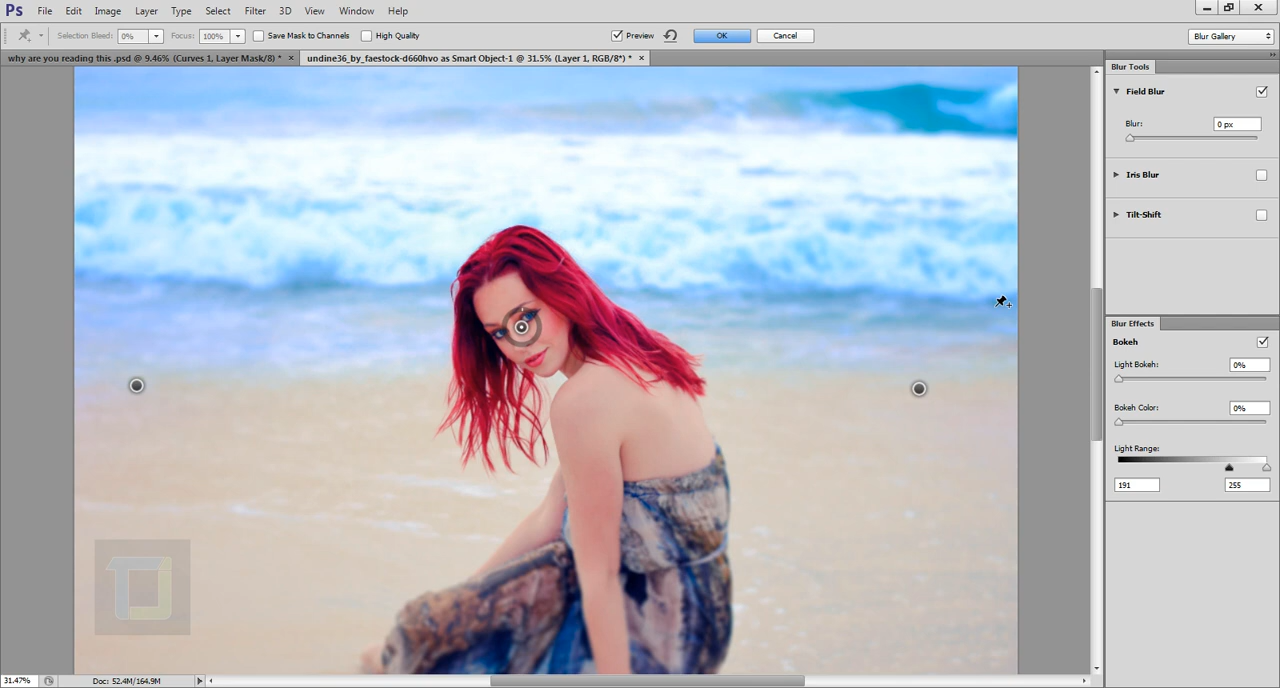 Ps File Edit Image Layer Type Select Filter 3D View Window Help
Selection Bleed: 0% Focus: 100% Save Mask to Channels High Quality Preview OK Cancel Blur Gallery
why are you reading this .psd @ 9.46% (Curves 1, Layer Mask/8) * × undine36_by_faestock-d660hvo as Smart Object-1 @ 31.5% (Layer 1, RGB/8*) * ×
Blur Tools
Field Blur
Blur: 0 px
Iris Blur
Tilt-Shift
Blur Effects
Bokeh
Light Bokeh: 0%
Bokeh Color: 0%
Light Range:
191 255
31.47% Doc: 52.4M/164.9M